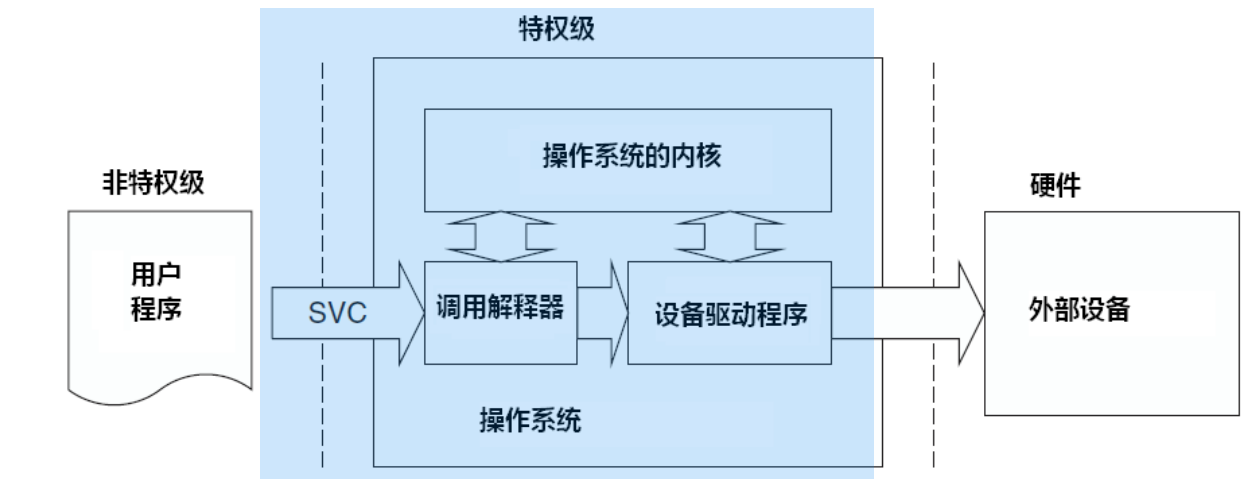 特权级
操作系统的内核
非特权级
硬件
用户
程序
SVC
调用解释器
设备驱动程序
外部设备
操作系统